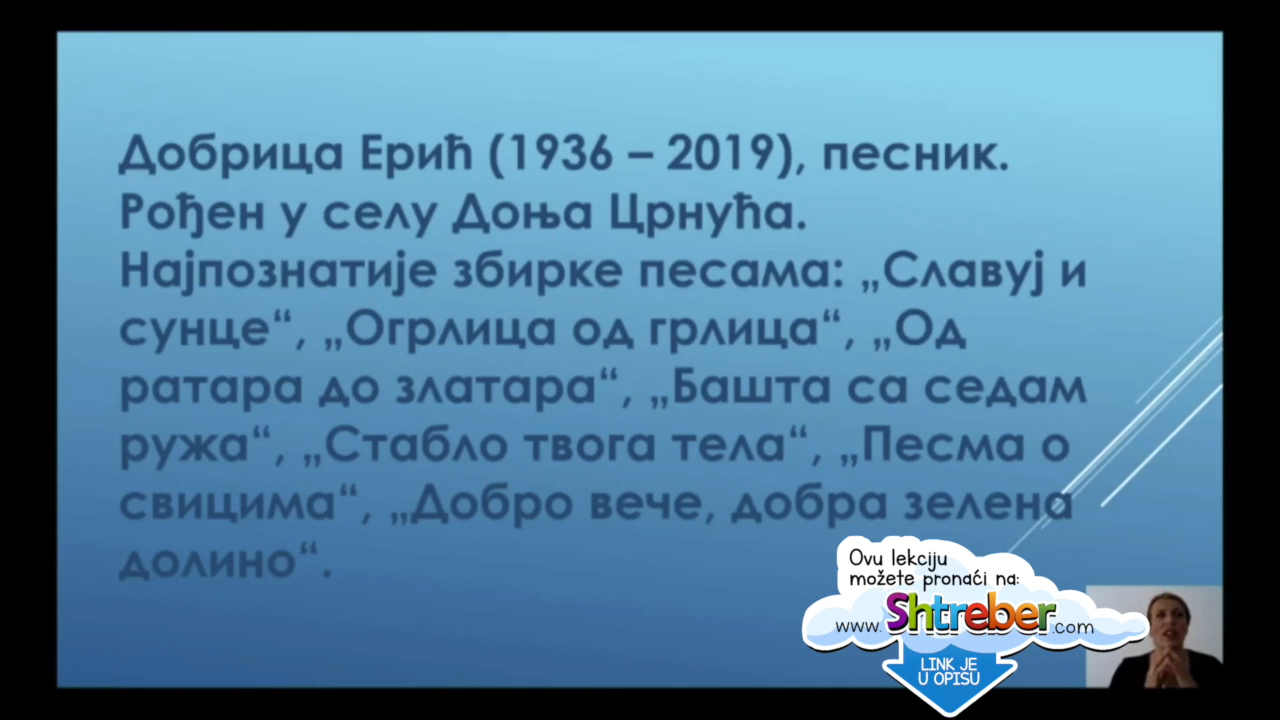 Добрица Ерић (1936 – 2019), песник.
Рођен у селу Доња Црнућа.
Најпознатије збирке песама: „Славуј и
сунце“, „Огрлица од грлица“, „Од
ратара до златара“, „Башта са седам
ружа“, „Стабло твога тела“, „Песма о
свицима“, „Добро вече, добра зелена
долино“.
Ovu lekciju
možete pronaći na:
www.Shtreber.com
LINK JE
U OPISU